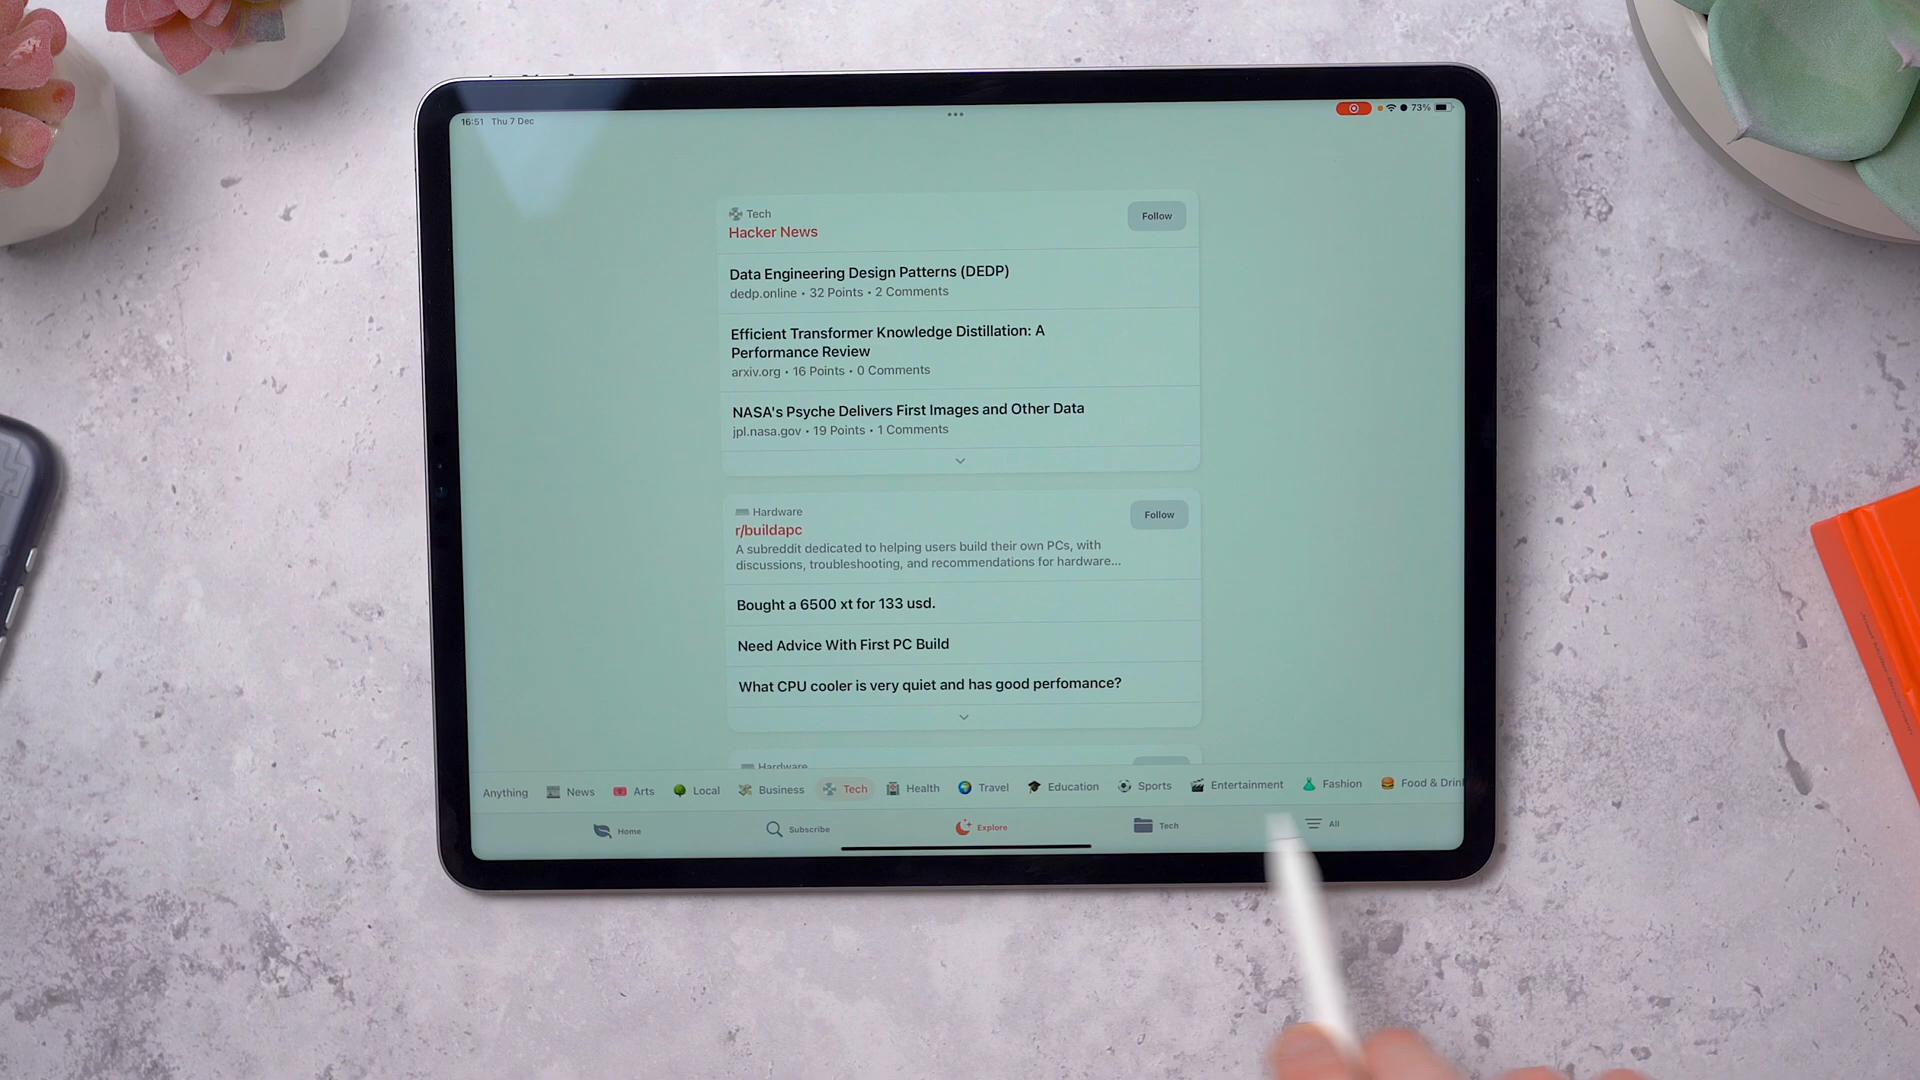 16:51 Thu 7 Dec
73%
Tech
Hacker News
Follow
Data Engineering Design Patterns (DEDP)
dedp.online • 32 Points • 2 Comments
Efficient Transformer Knowledge Distillation: A
Performance Review
arxiv.org • 16 Points • 0 Comments
NASA's Psyche Delivers First Images and Other Data
jpl.nasa.gov • 19 Points • 1 Comments
Hardware
r/buildapc
Follow
A subreddit dedicated to helping users build their own PCs, with
discussions, troubleshooting, and recommendations for hardware...
Bought a 6500 xt for 133 usd.
Need Advice With First PC Build
What CPU cooler is very quiet and has good perfomance?
Hardware
Anything News Arts Local Business Tech Health Travel Education Sports Entertainment Fashion Food & Drin
Home Subscribe Explore Tech All